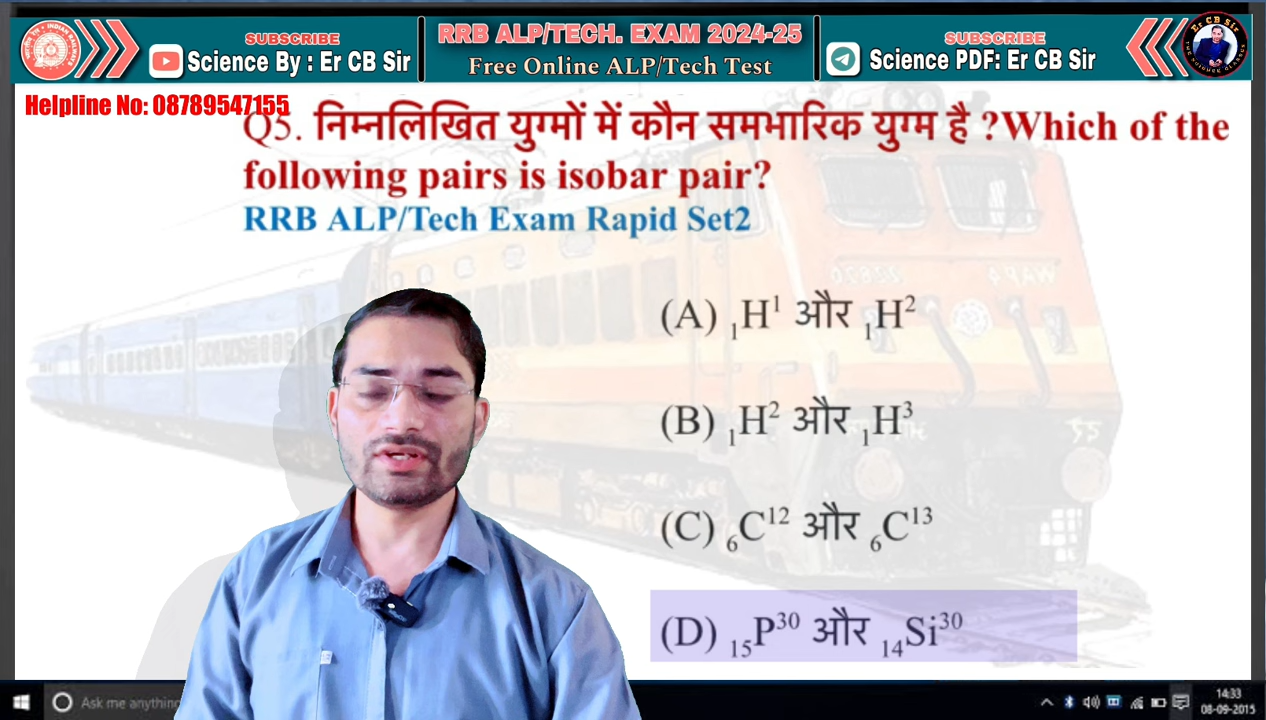 SUBSCRIBE
Science By : Er CB Sir
RRB ALP/TECH. EXAM 2024-25
Free Online ALP/Tech Test
SUBSCRIBE
Science PDF: Er CB Sir
Er CB Sir
Helpline No: 08789547155
Q5. निम्नलिखित युग्मों में कौन समभारिक युग्म है ?Which of the
following pairs is isobar pair?
RRB ALP/Tech Exam Rapid Set2
(A) ₁H¹ और ₁H²
(B) ₁H² और ₁H³
(C) ₆C¹² और ₆C¹³
(D) ₁₅P³⁰ और ₁₄Si³⁰
Ask me anything
14:33
08-09-2015